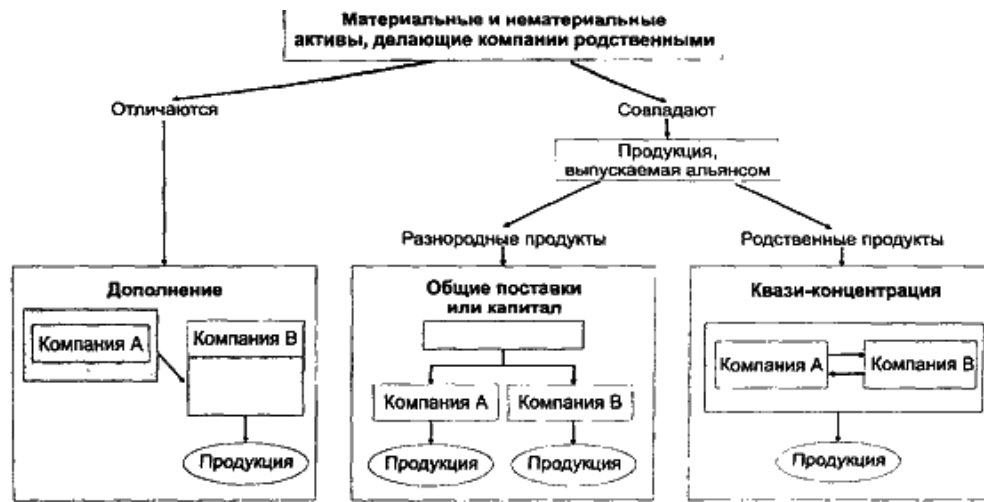 Материальные и нематериальные
активы, делающие компании родственными
Отличаются
Совпадают
Продукция,
выпускаемая альянсом
Разнородные продукты
Родственные продукты
Дополнение
Компания А
Компания В
Продукция
Общие поставки
или капитал
Компания А
Компания В
Продукция
Продукция
Квази-концентрация
Компания А
Компания В
Продукция